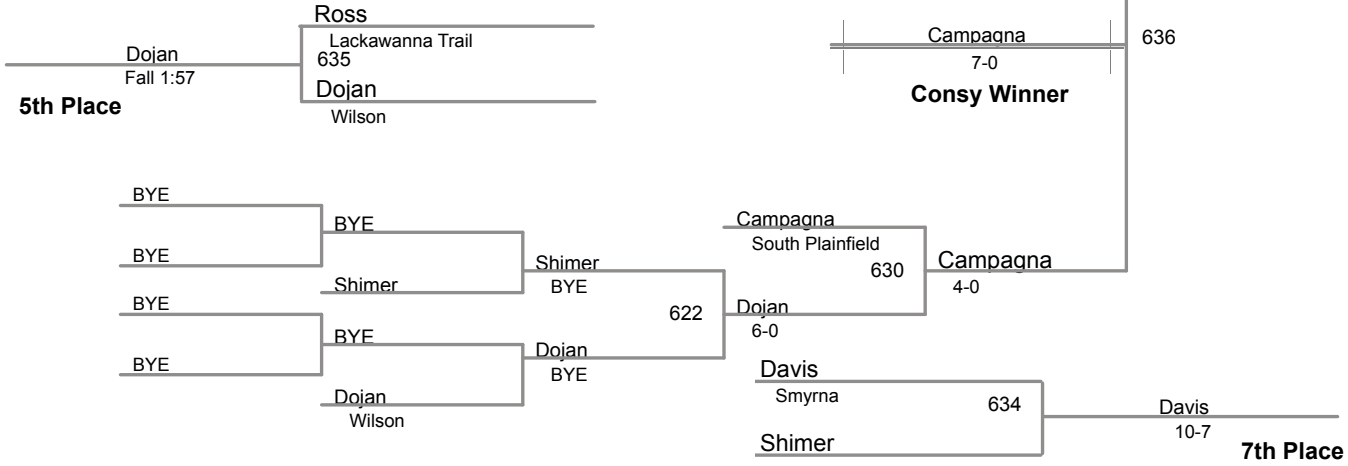 Ross
Lackawanna Trail
635
Dojan
Fall 1:57
5th Place
Dojan
Wilson
Campagna
7-0
Consy Winner
636
BYE
BYE
BYE
BYE
BYE
Shimer
BYE
Dojan
Wilson
Shimer
BYE
Dojan
BYE
622
Campagna
South Plainfield
630
Dojan
6-0
Campagna
4-0
Davis
Smyrna
634
Shimer
Davis
10-7
7th Place